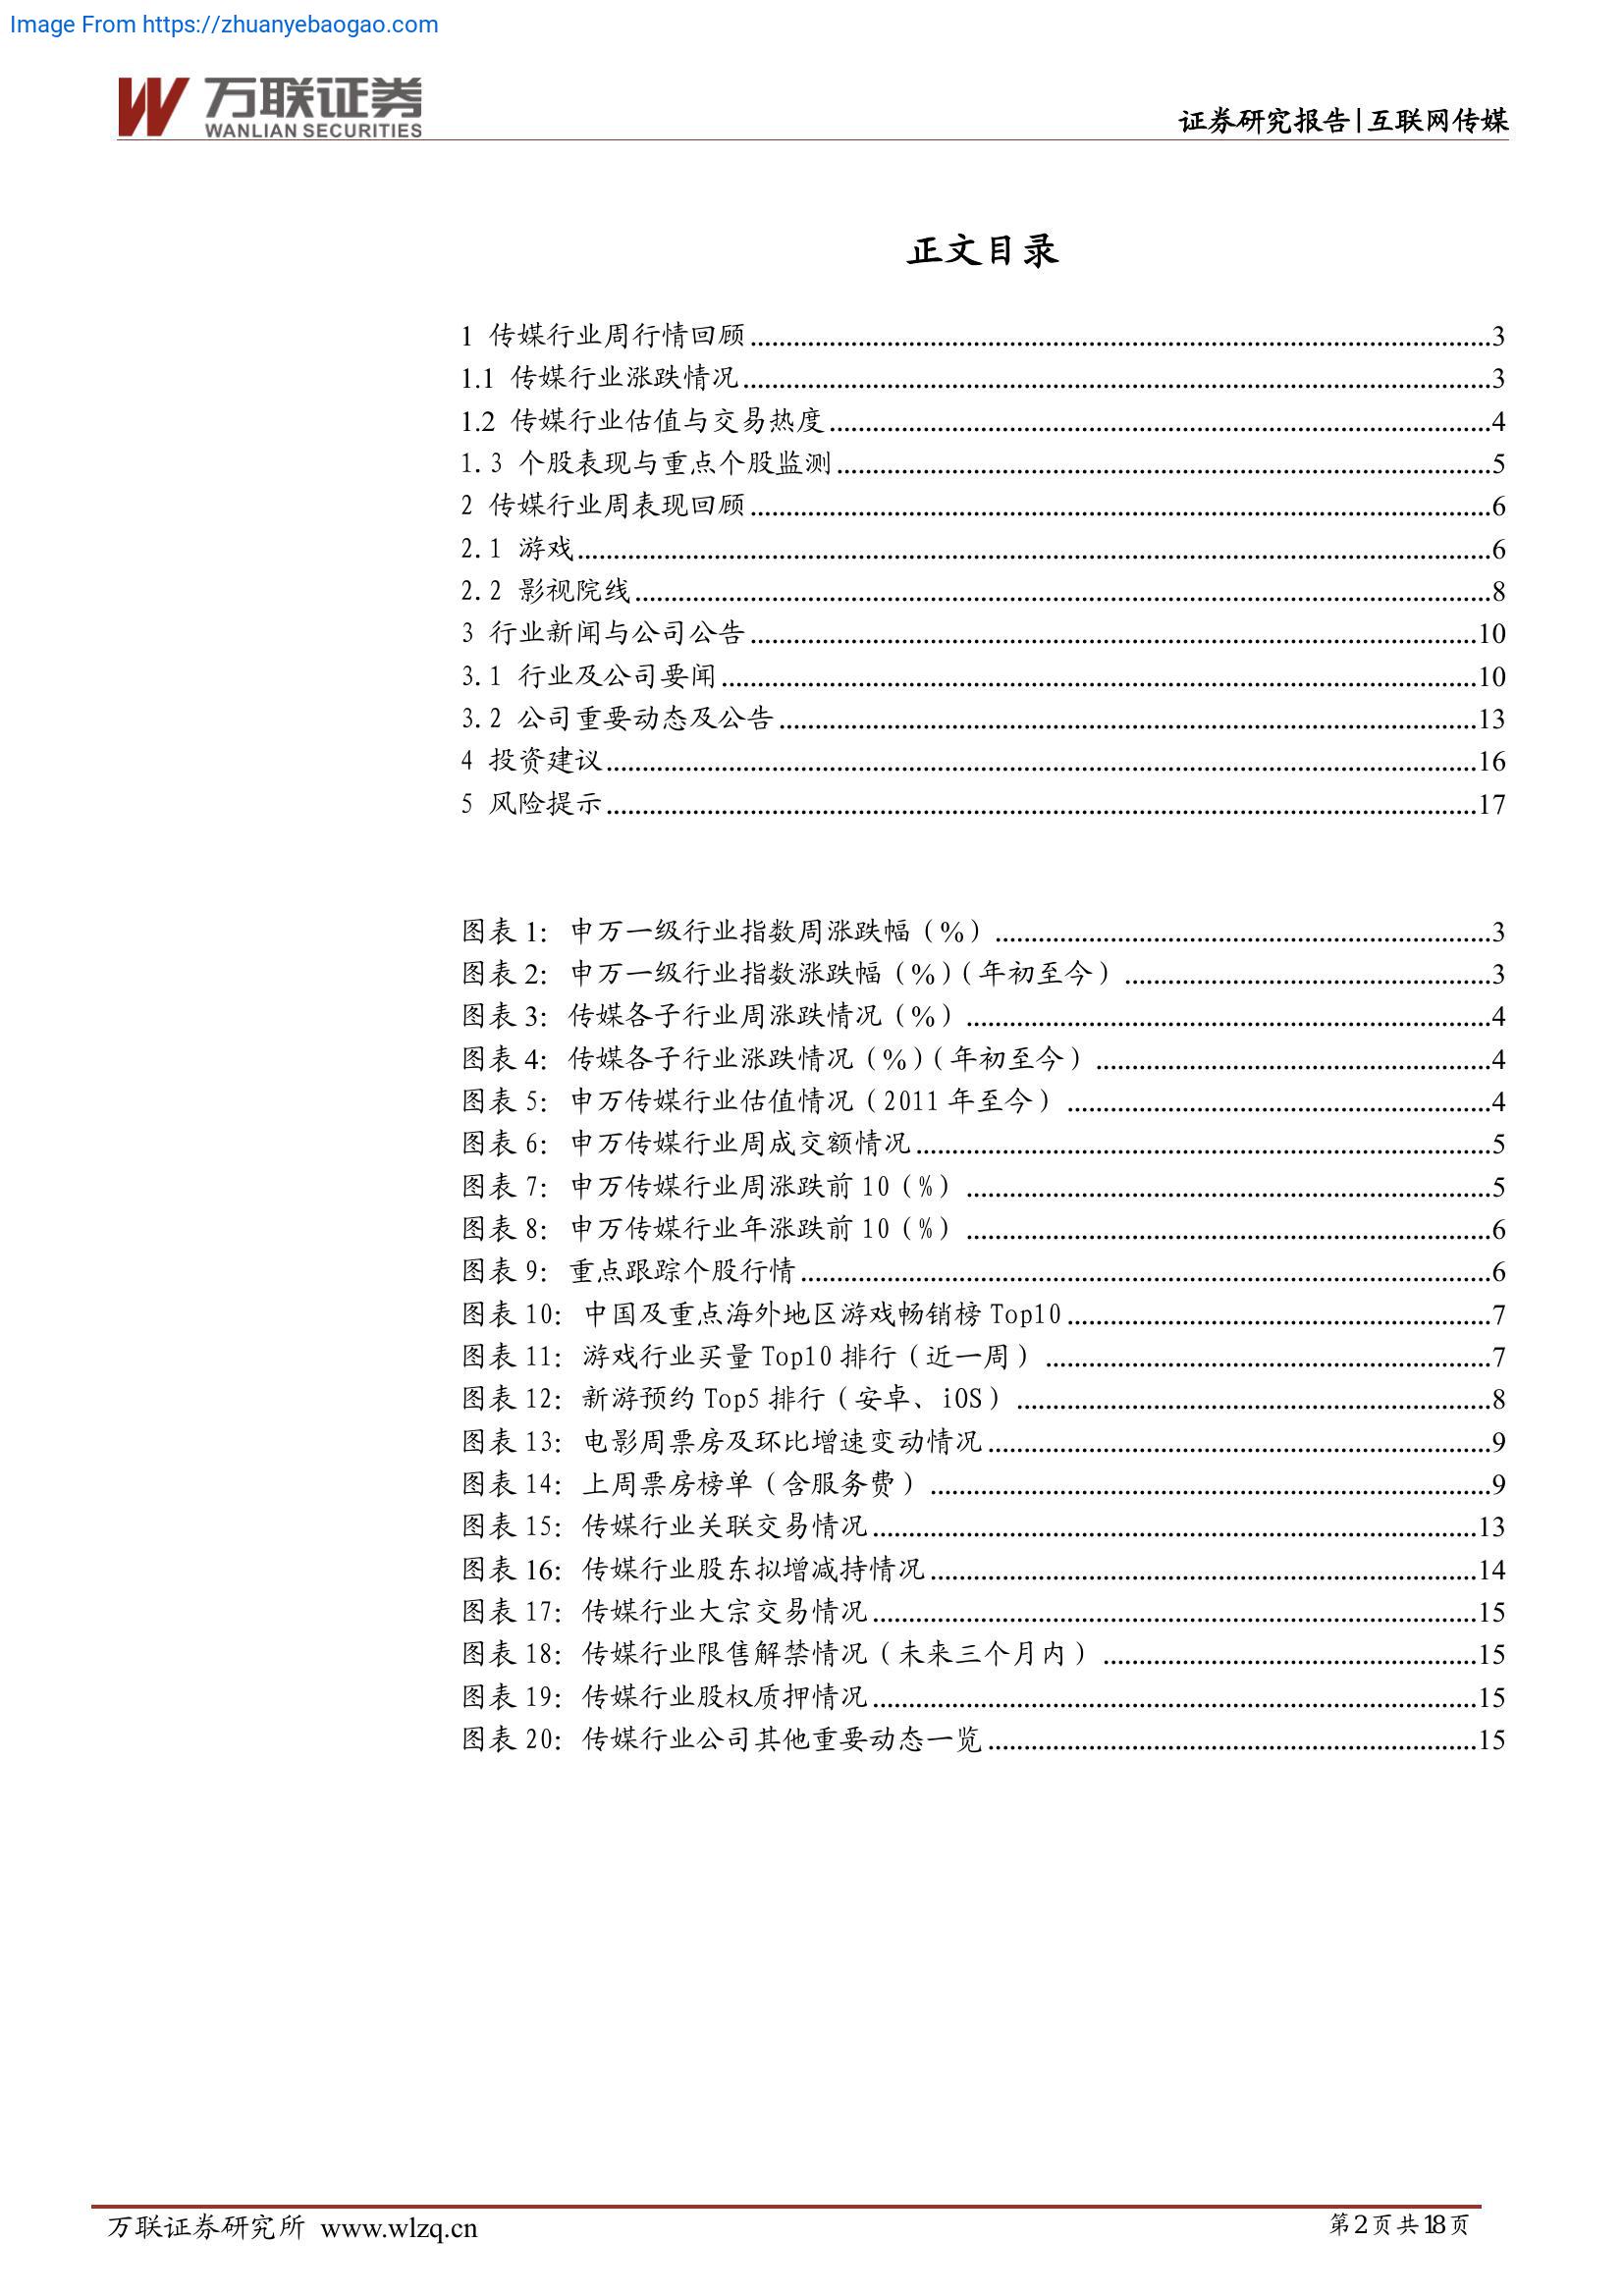 Image From https://zhuanyebaogao.com
万联证券
WANLIAN SECURITIES
证券研究报告|互联网传媒
正文目录
1 传媒行业周行情回顾......3
1.1 传媒行业涨跌情况......3
1.2 传媒行业估值与交易热度......4
1.3 个股表现与重点个股监测......5
2 传媒行业周表现回顾......6
2.1 游戏......6
2.2 影视院线......8
3 行业新闻与公司公告......10
3.1 行业及公司要闻......10
3.2 公司重要动态及公告......13
4 投资建议......16
5 风险提示......17
图表 1：申万一级行业指数周涨跌幅（%）......3
图表 2：申万一级行业指数涨跌幅（%）（年初至今）......3
图表 3：传媒各子行业周涨跌情况（%）......4
图表 4：传媒各子行业涨跌情况（%）（年初至今）......4
图表 5：申万传媒行业估值情况（2011 年至今）......4
图表 6：申万传媒行业周成交额情况......5
图表 7：申万传媒行业周涨跌前 10（%）......5
图表 8：申万传媒行业年涨跌前 10（%）......6
图表 9：重点跟踪个股行情......6
图表 10：中国及重点海外地区游戏畅销榜 Top10......7
图表 11：游戏行业买量 Top10 排行（近一周）......7
图表 12：新游预约 Top5 排行（安卓、iOS）......8
图表 13：电影周票房及环比增速变动情况......9
图表 14：上周票房榜单（含服务费）......9
图表 15：传媒行业关联交易情况......13
图表 16：传媒行业股东拟增减持情况......14
图表 17：传媒行业大宗交易情况......15
图表 18：传媒行业限售解禁情况（未来三个月内）......15
图表 19：传媒行业股权质押情况......15
图表 20：传媒行业公司其他重要动态一览......15
万联证券研究所 www.wlzq.cn
第2页共18页